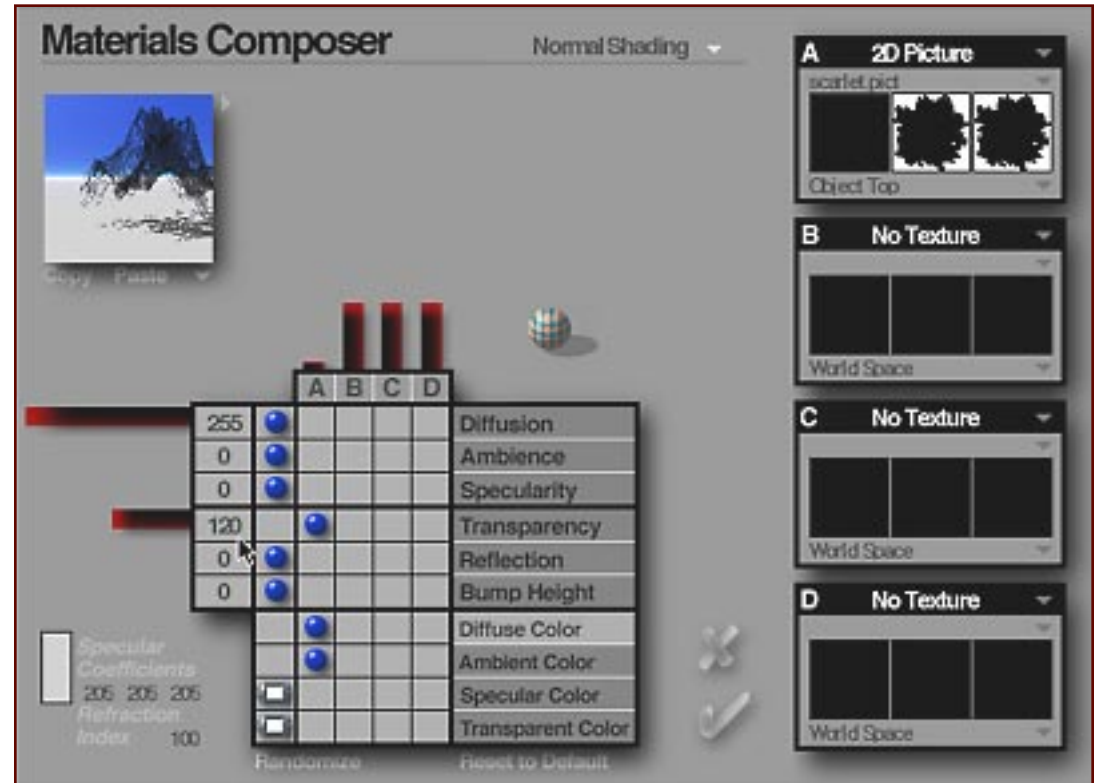 Materials Composer
Normal Shading
Copy Paste
A B C D
255 Diffusion
0 Ambience
0 Specularity
120 Transparency
0 Reflection
0 Bump Height
Diffuse Color
Ambient Color
Specular Color
Transparent Color
Randomize Reset to Default
Specular
Coefficients
205 205 205
Refraction
Index 100
A 2D Picture
scarlet.pict
Object Top
B No Texture
World Space
C No Texture
World Space
D No Texture
World Space